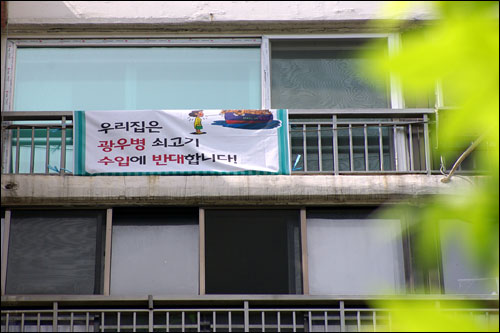 우리집은
광우병 쇠고기
수입에 반대합니다!